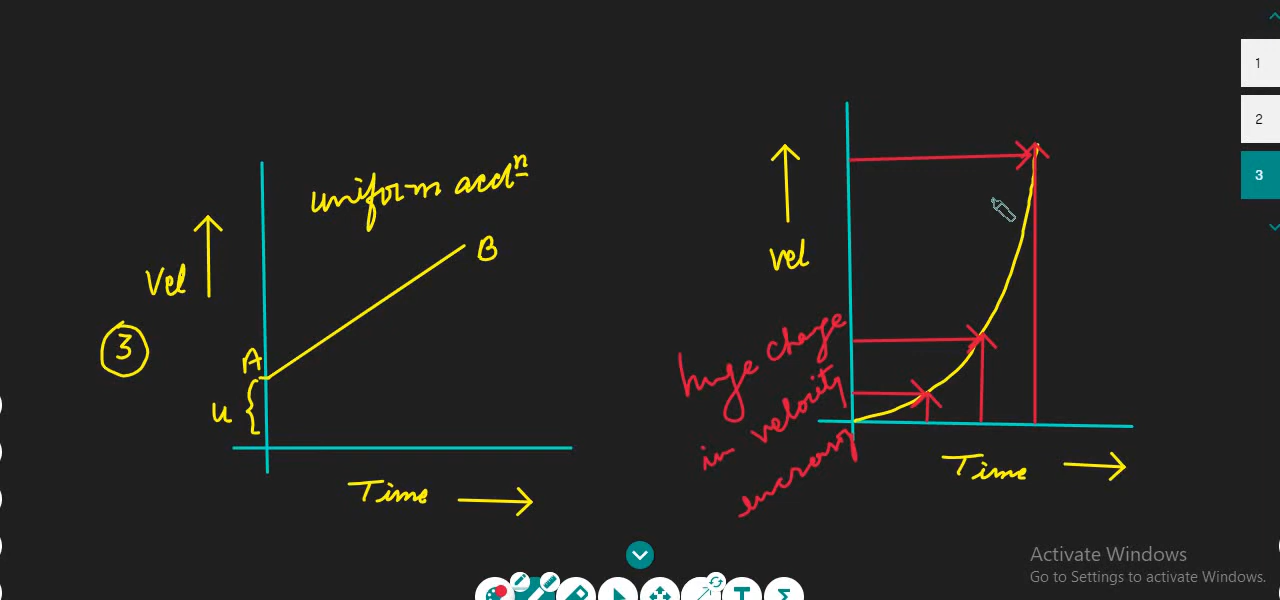 uniform accⁿ
Vel
3
A
B
u
Time
vel
huge change
in velocity
Time
1
2
3
T
Σ
Activate Windows
Go to Settings to activate Windows.